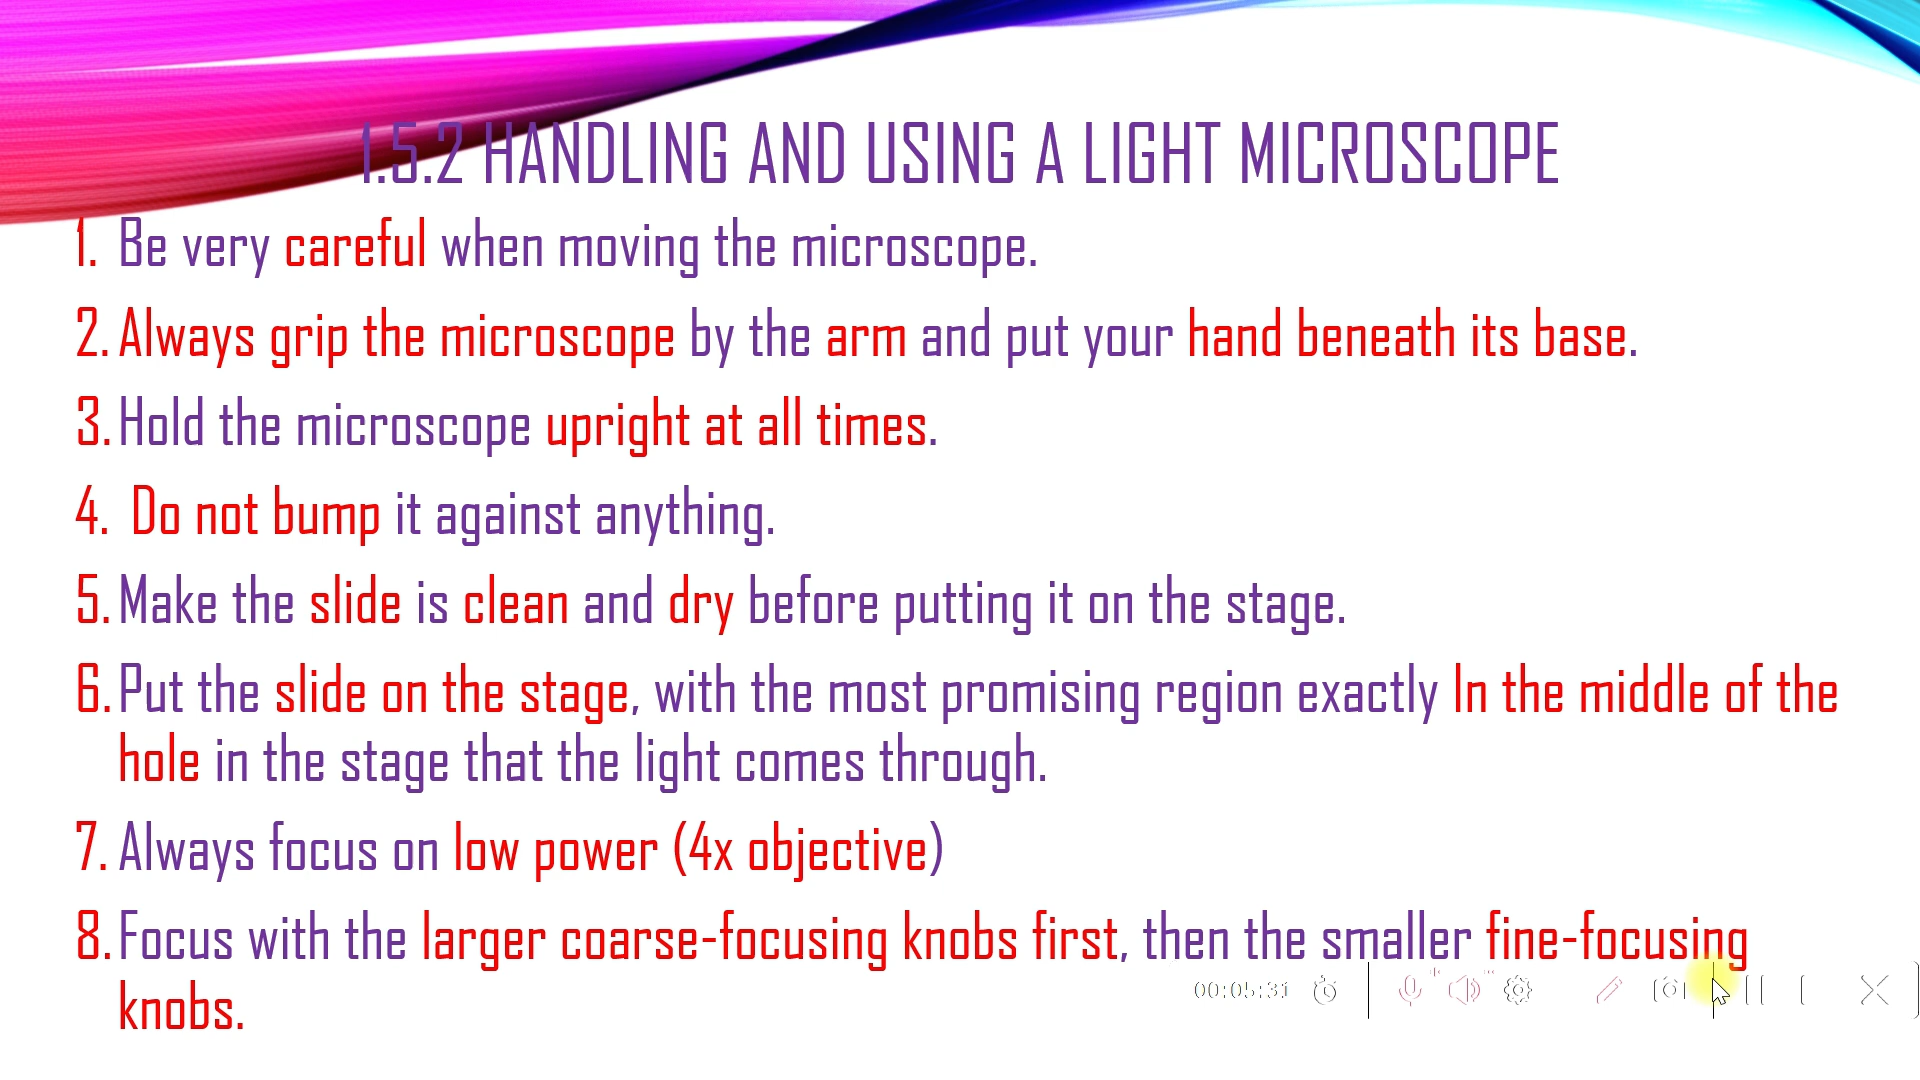 1.5.2 HANDLING AND USING A LIGHT MICROSCOPE
1. Be very careful when moving the microscope.
2. Always grip the microscope by the arm and put your hand beneath its base.
3. Hold the microscope upright at all times.
4. Do not bump it against anything.
5. Make the slide is clean and dry before putting it on the stage.
6. Put the slide on the stage, with the most promising region exactly In the middle of the
hole in the stage that the light comes through.
7. Always focus on low power (4x objective)
8. Focus with the larger coarse-focusing knobs first, then the smaller fine-focusing
knobs.
00:05:31